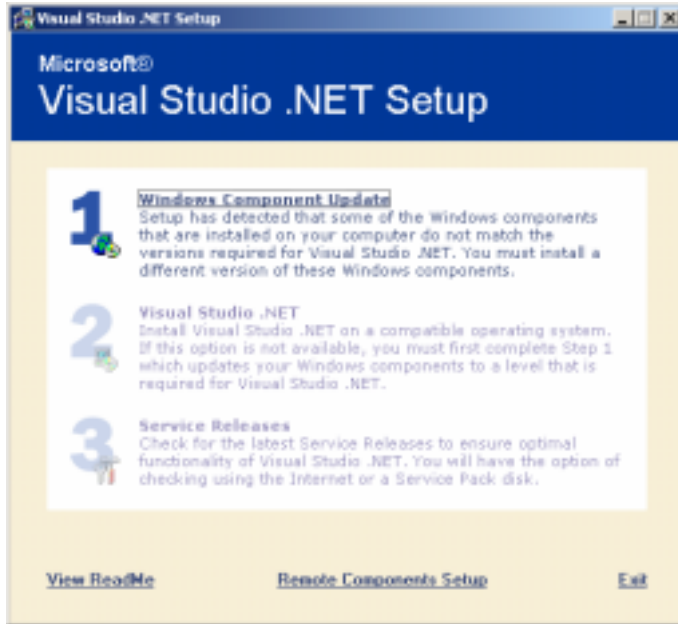 Visual Studio .NET Setup
Microsoft®
Visual Studio .NET Setup
1
Windows Component Update
Setup has detected that some of the Windows components
that are installed on your computer do not match the
versions required for Visual Studio .NET. You must install a
different version of these Windows components.
2
Visual Studio .NET
Install Visual Studio .NET on a compatible operating system.
If this option is not available, you must first complete Step 1
which updates your Windows components to a level that is
required for Visual Studio .NET.
3
Service Releases
Check for the latest Service Releases to ensure optimal
functionality of Visual Studio .NET. You will have the option of
checking using the Internet or a Service Pack disk.
View ReadMe Remote Components Setup Exit